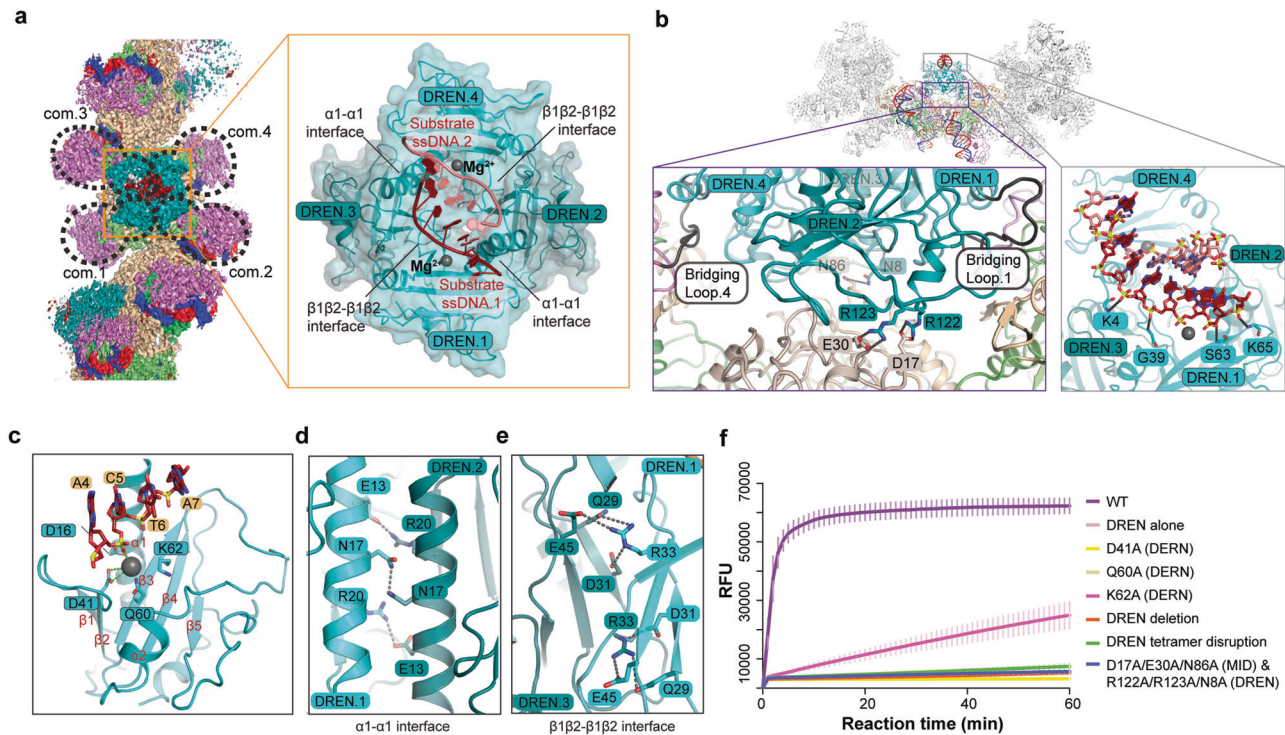 a
com.3
com.4
com.1
com.2
DREN.4
α1-α1
interface
Substrate
ssDNA.2
β1β2-β1β2
interface
Mg2+
DREN.3
DREN.2
Mg2+
β1β2-β1β2
interface
Substrate
ssDNA.1
α1-α1
interface
DREN.1
b
DREN.4
DREN.3
DREN.1
DREN.2
N86
N8
Bridging
Loop.4
Bridging
Loop.1
R123
R122
E30
D17
DREN.4
DREN.2
K4
DREN.3
G39
S63
K65
DREN.1
c
A4
C5
A7
T6
D16
α1
K62
β3
D41
β4
β1
Q60
β2
β5
α2
d
DREN.2
E13
R20
N17
R20
N17
E13
DREN.1
α1-α1 interface
e
DREN.1
Q29
E45
R33
D31
R33
D31
E45
Q29
DREN.3
β1β2-β1β2 interface
f
70000
50000
30000
10000
RFU
0
20
40
60
Reaction time (min)
WT
DREN alone
D41A (DERN)
Q60A (DERN)
K62A (DERN)
DREN deletion
DREN tetramer disruption
D17A/E30A/N86A (MID) &
R122A/R123A/N8A (DREN)